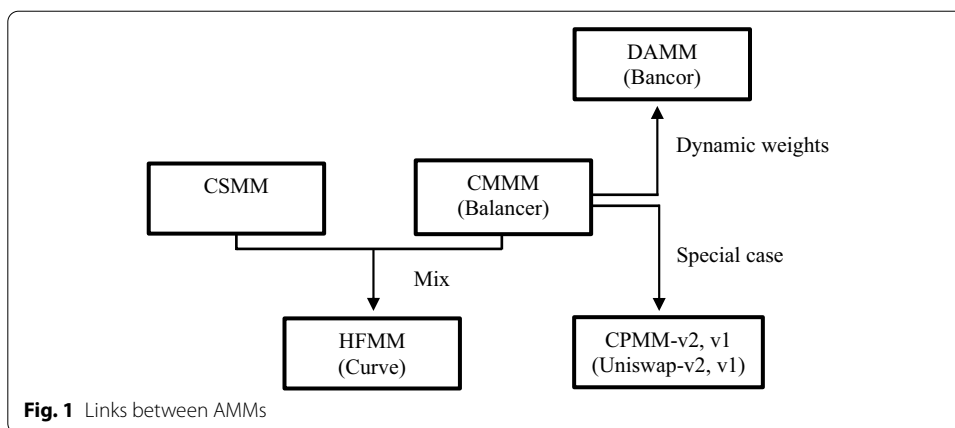 DAMM
(Bancor)
Dynamic weights
CSMM
CMMM
(Balancer)
Special case
Mix
HFMM
(Curve)
CPMM-v2, v1
(Uniswap-v2, v1)
Fig. 1 Links between AMMs